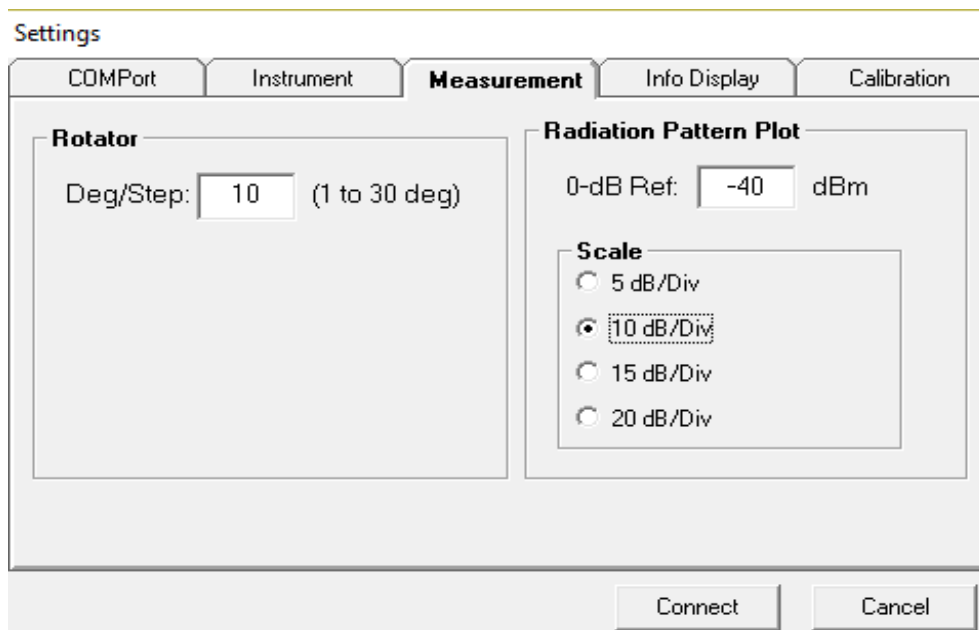 Settings
COMPort Instrument Measurement Info Display Calibration
Rotator
Deg/Step: 10 (1 to 30 deg)
Radiation Pattern Plot
0-dB Ref: -40 dBm
Scale
5 dB/Div
10 dB/Div
15 dB/Div
20 dB/Div
Connect Cancel